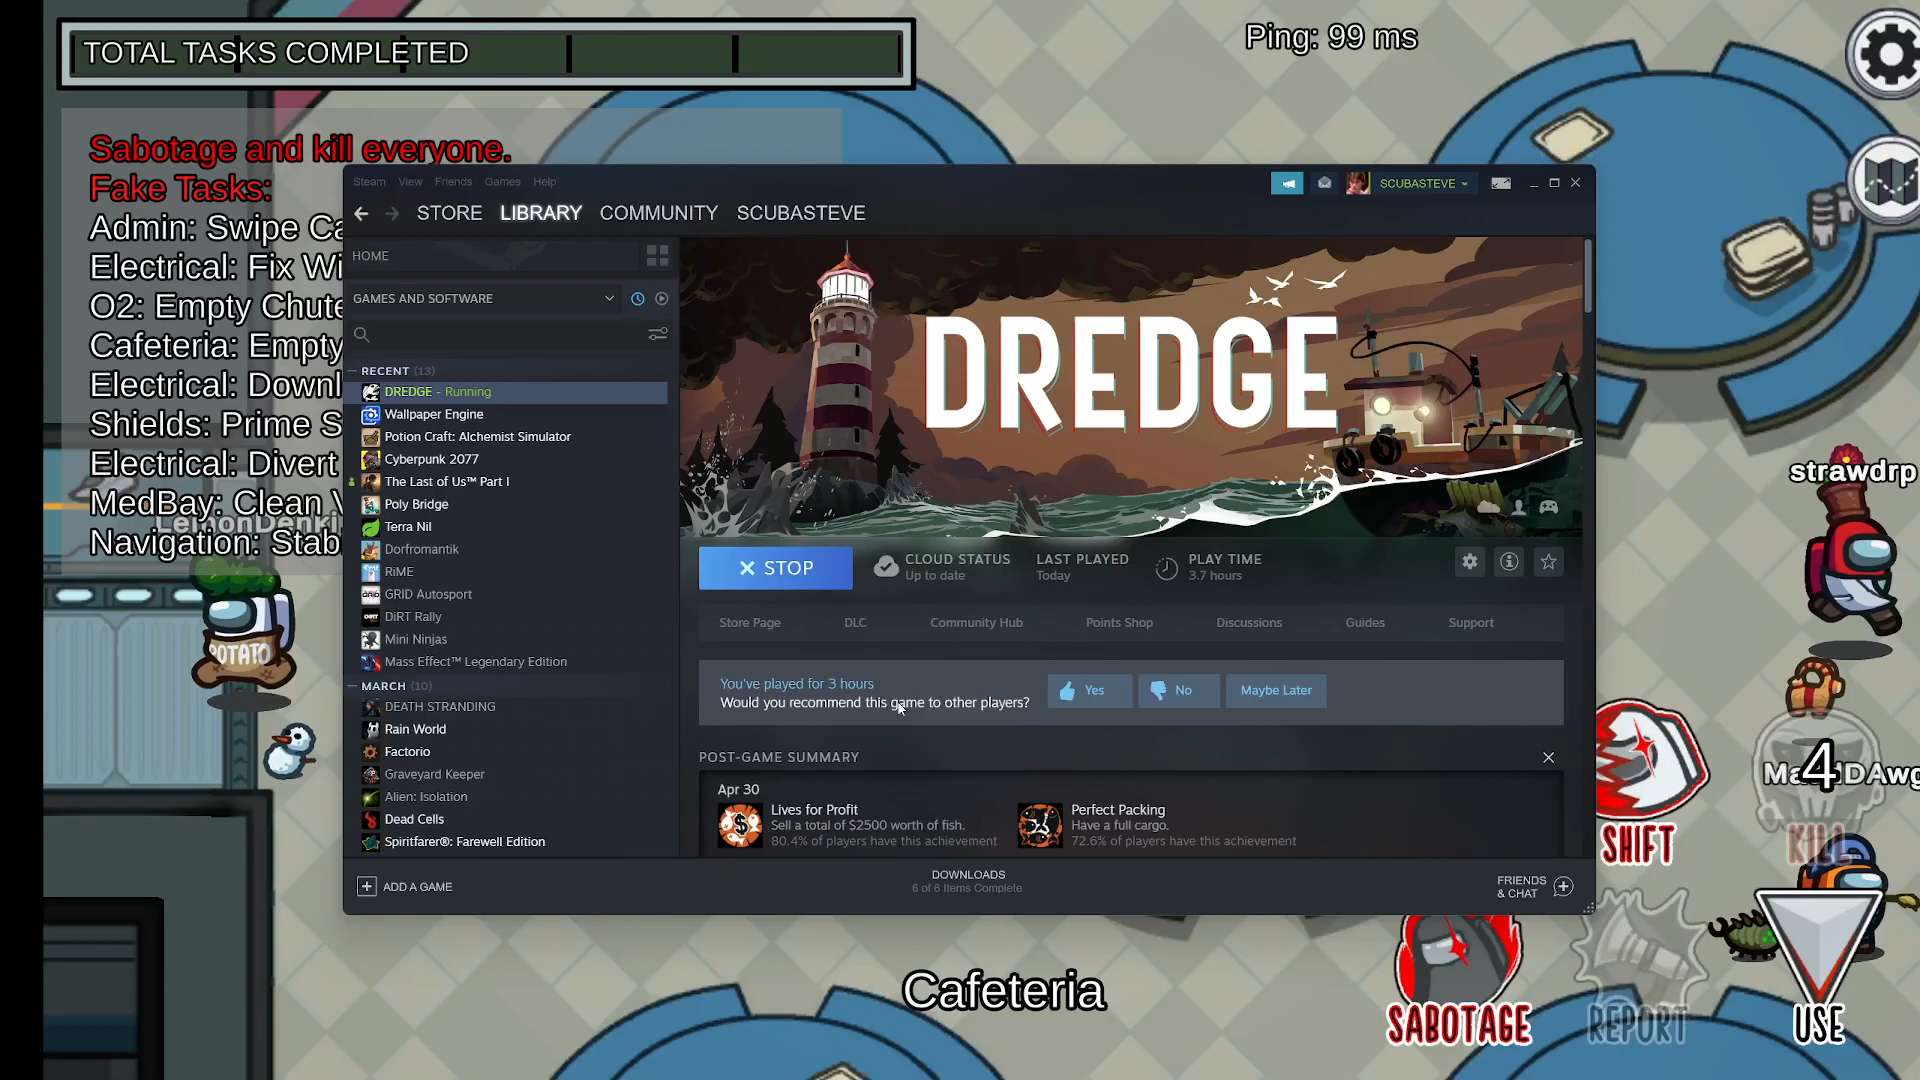 TOTAL TASKS COMPLETED
Ping: 99 ms
Sabotage and kill everyone.
Fake Tasks:
Admin: Swipe
Electrical: Fix
O2: Empty Chute
Cafeteria: Empty
Electrical:
Shields: Prime
Electrical: Divert
MedBay: Clean
Navigation:
Steam View Friends Games Help
SCUBASTEVE
STORE LIBRARY COMMUNITY SCUBASTEVE
HOME
GAMES AND SOFTWARE
RECENT (13)
DREDGE - Running
Wallpaper Engine
Potion Craft: Alchemist Simulator
Cyberpunk 2077
The Last of Us™ Part I
Poly Bridge
Terra Nil
Dorfromantik
RiME
GRID Autosport
DiRT Rally
Mini Ninjas
Mass Effect™ Legendary Edition
MARCH (10)
DEATH STRANDING
Rain World
Factorio
Graveyard Keeper
Alien: Isolation
Dead Cells
Spiritfarer®: Farewell Edition
DREDGE
STOP
CLOUD STATUS
Up to date
LAST PLAYED
Today
PLAY TIME
3.7 hours
Store Page DLC Community Hub Points Shop Discussions Guides Support
You've played for 3 hours
Would you recommend this game to other players?
Yes No Maybe Later
POST-GAME SUMMARY
Apr 30
Lives for Profit
Sell a total of $2500 worth of fish.
80.4% of players have this achievement
Perfect Packing
Have a full cargo.
72.6% of players have this achievement
ADD A GAME
DOWNLOADS
6 of 6 Items Complete
FRIENDS
& CHAT
strawdrp
POTATO
4
SHIFT
KILL
SABOTAGE
REPORT
USE
Cafeteria